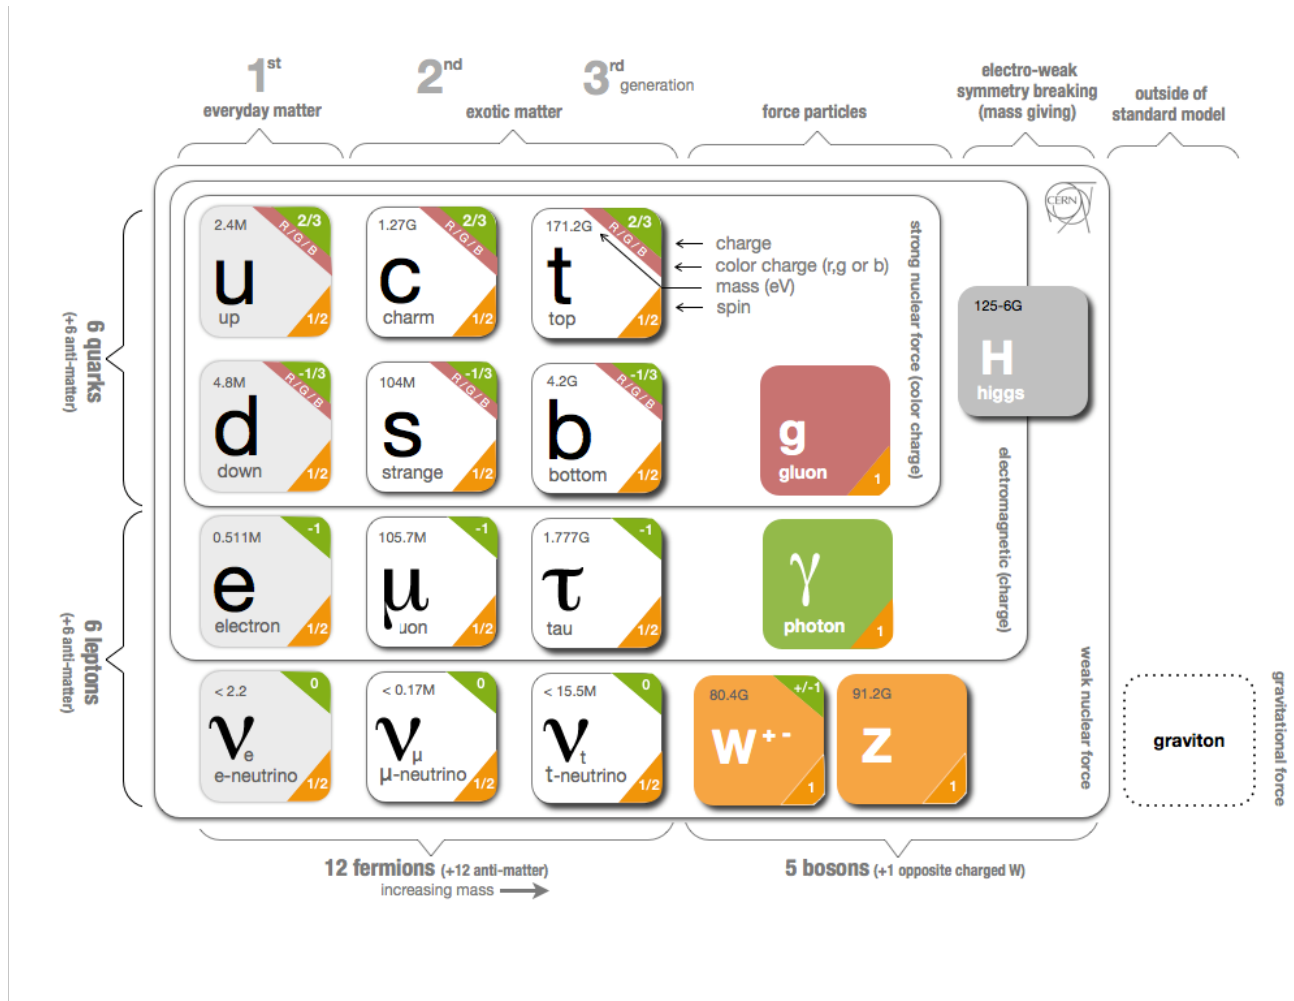 1st
2nd
3rd
generation
everyday matter
exotic matter
force particles
electro-weak
symmetry breaking
(mass giving)
outside of
standard model
CERN
6 quarks
(+6 anti-matter)
6 leptons
(+6 anti-matter)
2.4M
2/3
R/G/B
u
up
1/2
1.27G
2/3
R/G/B
c
charm
1/2
171.2G
2/3
R/G/B
t
top
1/2
charge
color charge (r,g or b)
mass (eV)
spin
strong nuclear force (color charge)
125-6G
H
higgs
4.8M
-1/3
R/G/B
d
down
1/2
104M
-1/3
R/G/B
s
strange
1/2
4.2G
-1/3
R/G/B
b
bottom
1/2
g
gluon
1
electromagnetic (charge)
0.511M
-1
e
electron
1/2
105.7M
-1
μ
uon
1/2
1.777G
-1
τ
tau
1/2
γ
photon
1
weak nuclear force
< 2.2
0
νe
e-neutrino
1/2
< 0.17M
0
νμ
μ-neutrino
1/2
< 15.5M
0
νt
t-neutrino
1/2
80.4G
+/-1
W+-
1
91.2G
Z
1
graviton
gravitational force
12 fermions (+12 anti-matter)
increasing mass
5 bosons (+1 opposite charged W)